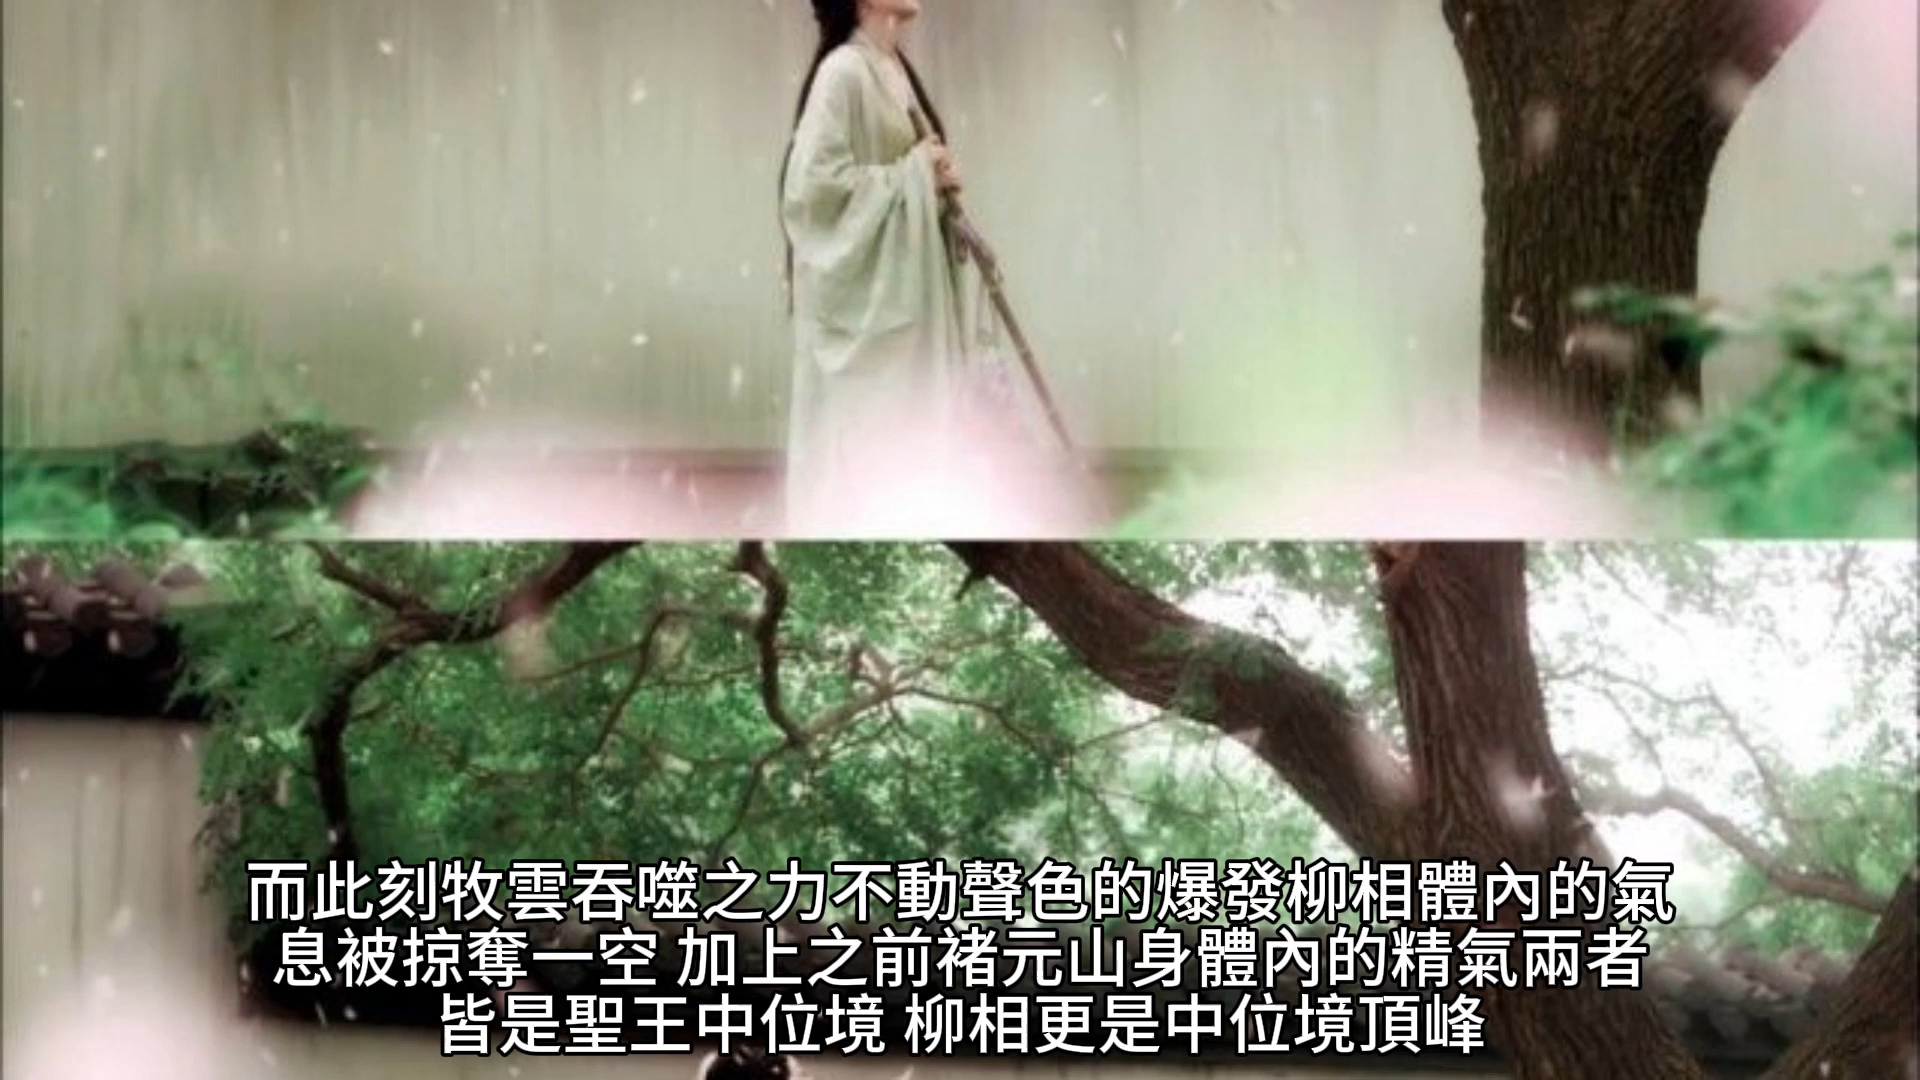 而此刻牧雲吞噬之力不動聲色的爆發柳相體內的氣
息被掠奪一空 加上之前褚元山身體內的精氣兩者
皆是聖王中位境 柳相更是中位境頂峰